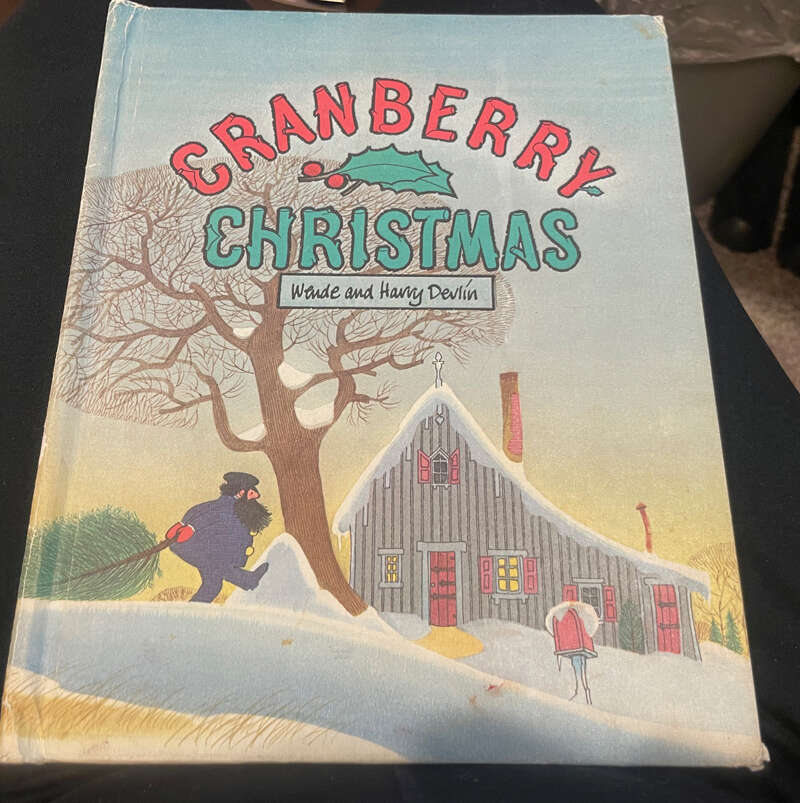 CRANBERRY
CHRISTMAS
Wende and Harry Devlin